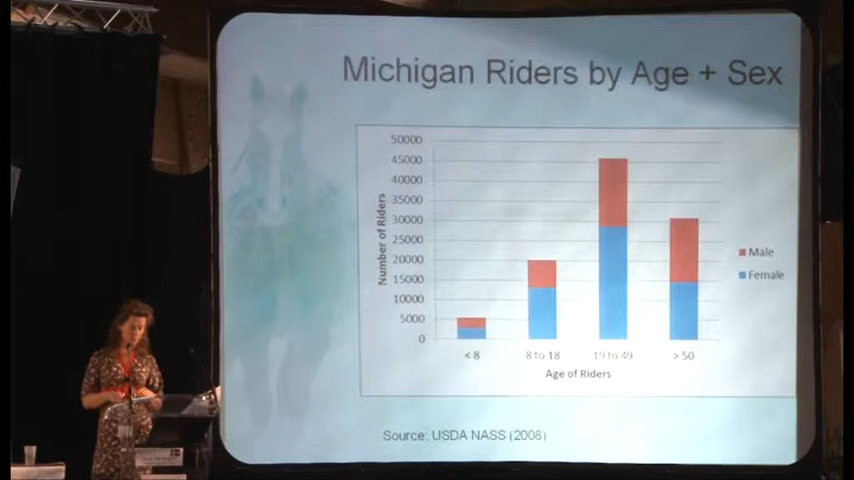 Michigan Riders by Age + Sex
50000
45000
40000
35000
30000
25000
20000
15000
10000
5000
0
Number of Riders
< 8
8 to 18
19 to 49
> 50
Age of Riders
Male
Female
Source: USDA NASS (2008)